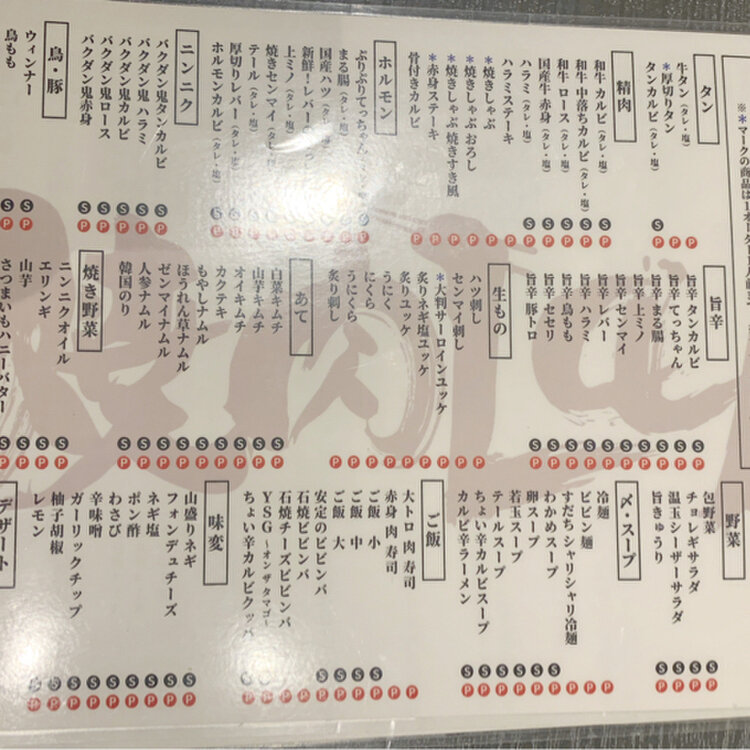 ※*マークの商品は1オーダー
タン
牛タン（タレ・塩）
*厚切りタン
タンカルビ（タレ・塩）
S
P P P
精肉
和牛 カルビ（タレ・塩）
和牛 中落ちカルビ（タレ・塩）
和牛 ロース（タレ・塩）
国産牛 赤身（タレ・塩）
ハラミ（タレ・塩）
ハラミステーキ
*焼きしゃぶ
*焼きしゃぶ おろし
*焼きしゃぶ 焼きすき風
*赤身ステーキ
骨付きカルビ
S S S S S
P P P P P P P P P P P
ホルモン
ぷりぷりてっちゃん（タレ・塩）
まる腸（タレ・塩）
国産ハツ（タレ・塩）
新鮮！レバー
上ミノ（タレ・塩）
焼きセンマイ（タレ・塩）
テール（タレ・塩）
厚切りレバー（タレ・塩）
ホルモンカルビ（タレ・塩）
ニンニク
バクダン鬼タンカルビ
バクダン鬼ハラミ
バクダン鬼カルビ
バクダン鬼ロース
バクダン鬼赤身
S S S S S
P P P P P
鳥・豚
ウィンナー
鳥もも
S S
P P
旨辛
旨辛 タンカルビ
旨辛 てっちゃん
旨辛 まる腸
旨辛 上ミノ
旨辛 センマイ
旨辛 レバー
旨辛 ハラミ
旨辛 鳥もも
旨辛 セセリ
旨辛 豚トロ
生もの
ハツ刺し
センマイ刺し
*大判サーロインユッケ
炙りネギ塩ユッケ
炙りユッケ
うにく
にくら
うにくら
炙り刺し
あて
白菜キムチ
山芋キムチ
オイキムチ
カクテキ
もやしナムル
ほうれん草ナムル
ゼンマイナムル
人参ナムル
韓国のり
焼き野菜
ニンニクオイル
エリンギ
山芋
さつまいもハニーバター
野菜
包野菜
チョレギサラダ
温玉シーザーサラダ
旨きゅうり
S S S S
P P P P
〆・スープ
冷麺
ビビン麺
すだちシャリシャリ冷麺
わかめスープ
卵スープ
若玉スープ
テールスープ
ちょい辛カルビスープ
カルビ辛ラーメン
ご飯
大トロ肉寿司
赤身肉寿司
ご飯 小
ご飯 中
ご飯 大
安定のビビンバ
石焼ビビンバ
石焼チーズビビンバ
YSG〜オンザタマゴ〜
ちょい辛カルビクッパ
味変
山盛りネギ
フォンデュチーズ
ネギ塩
ポン酢
わさび
辛味噌
ガーリックチップ
柚子胡椒
レモン
デザート